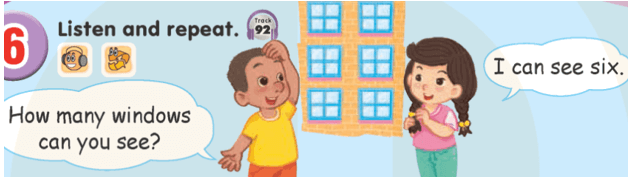 6
Listen and repeat.
Track
92
How many windows
can you see?
I can see six.